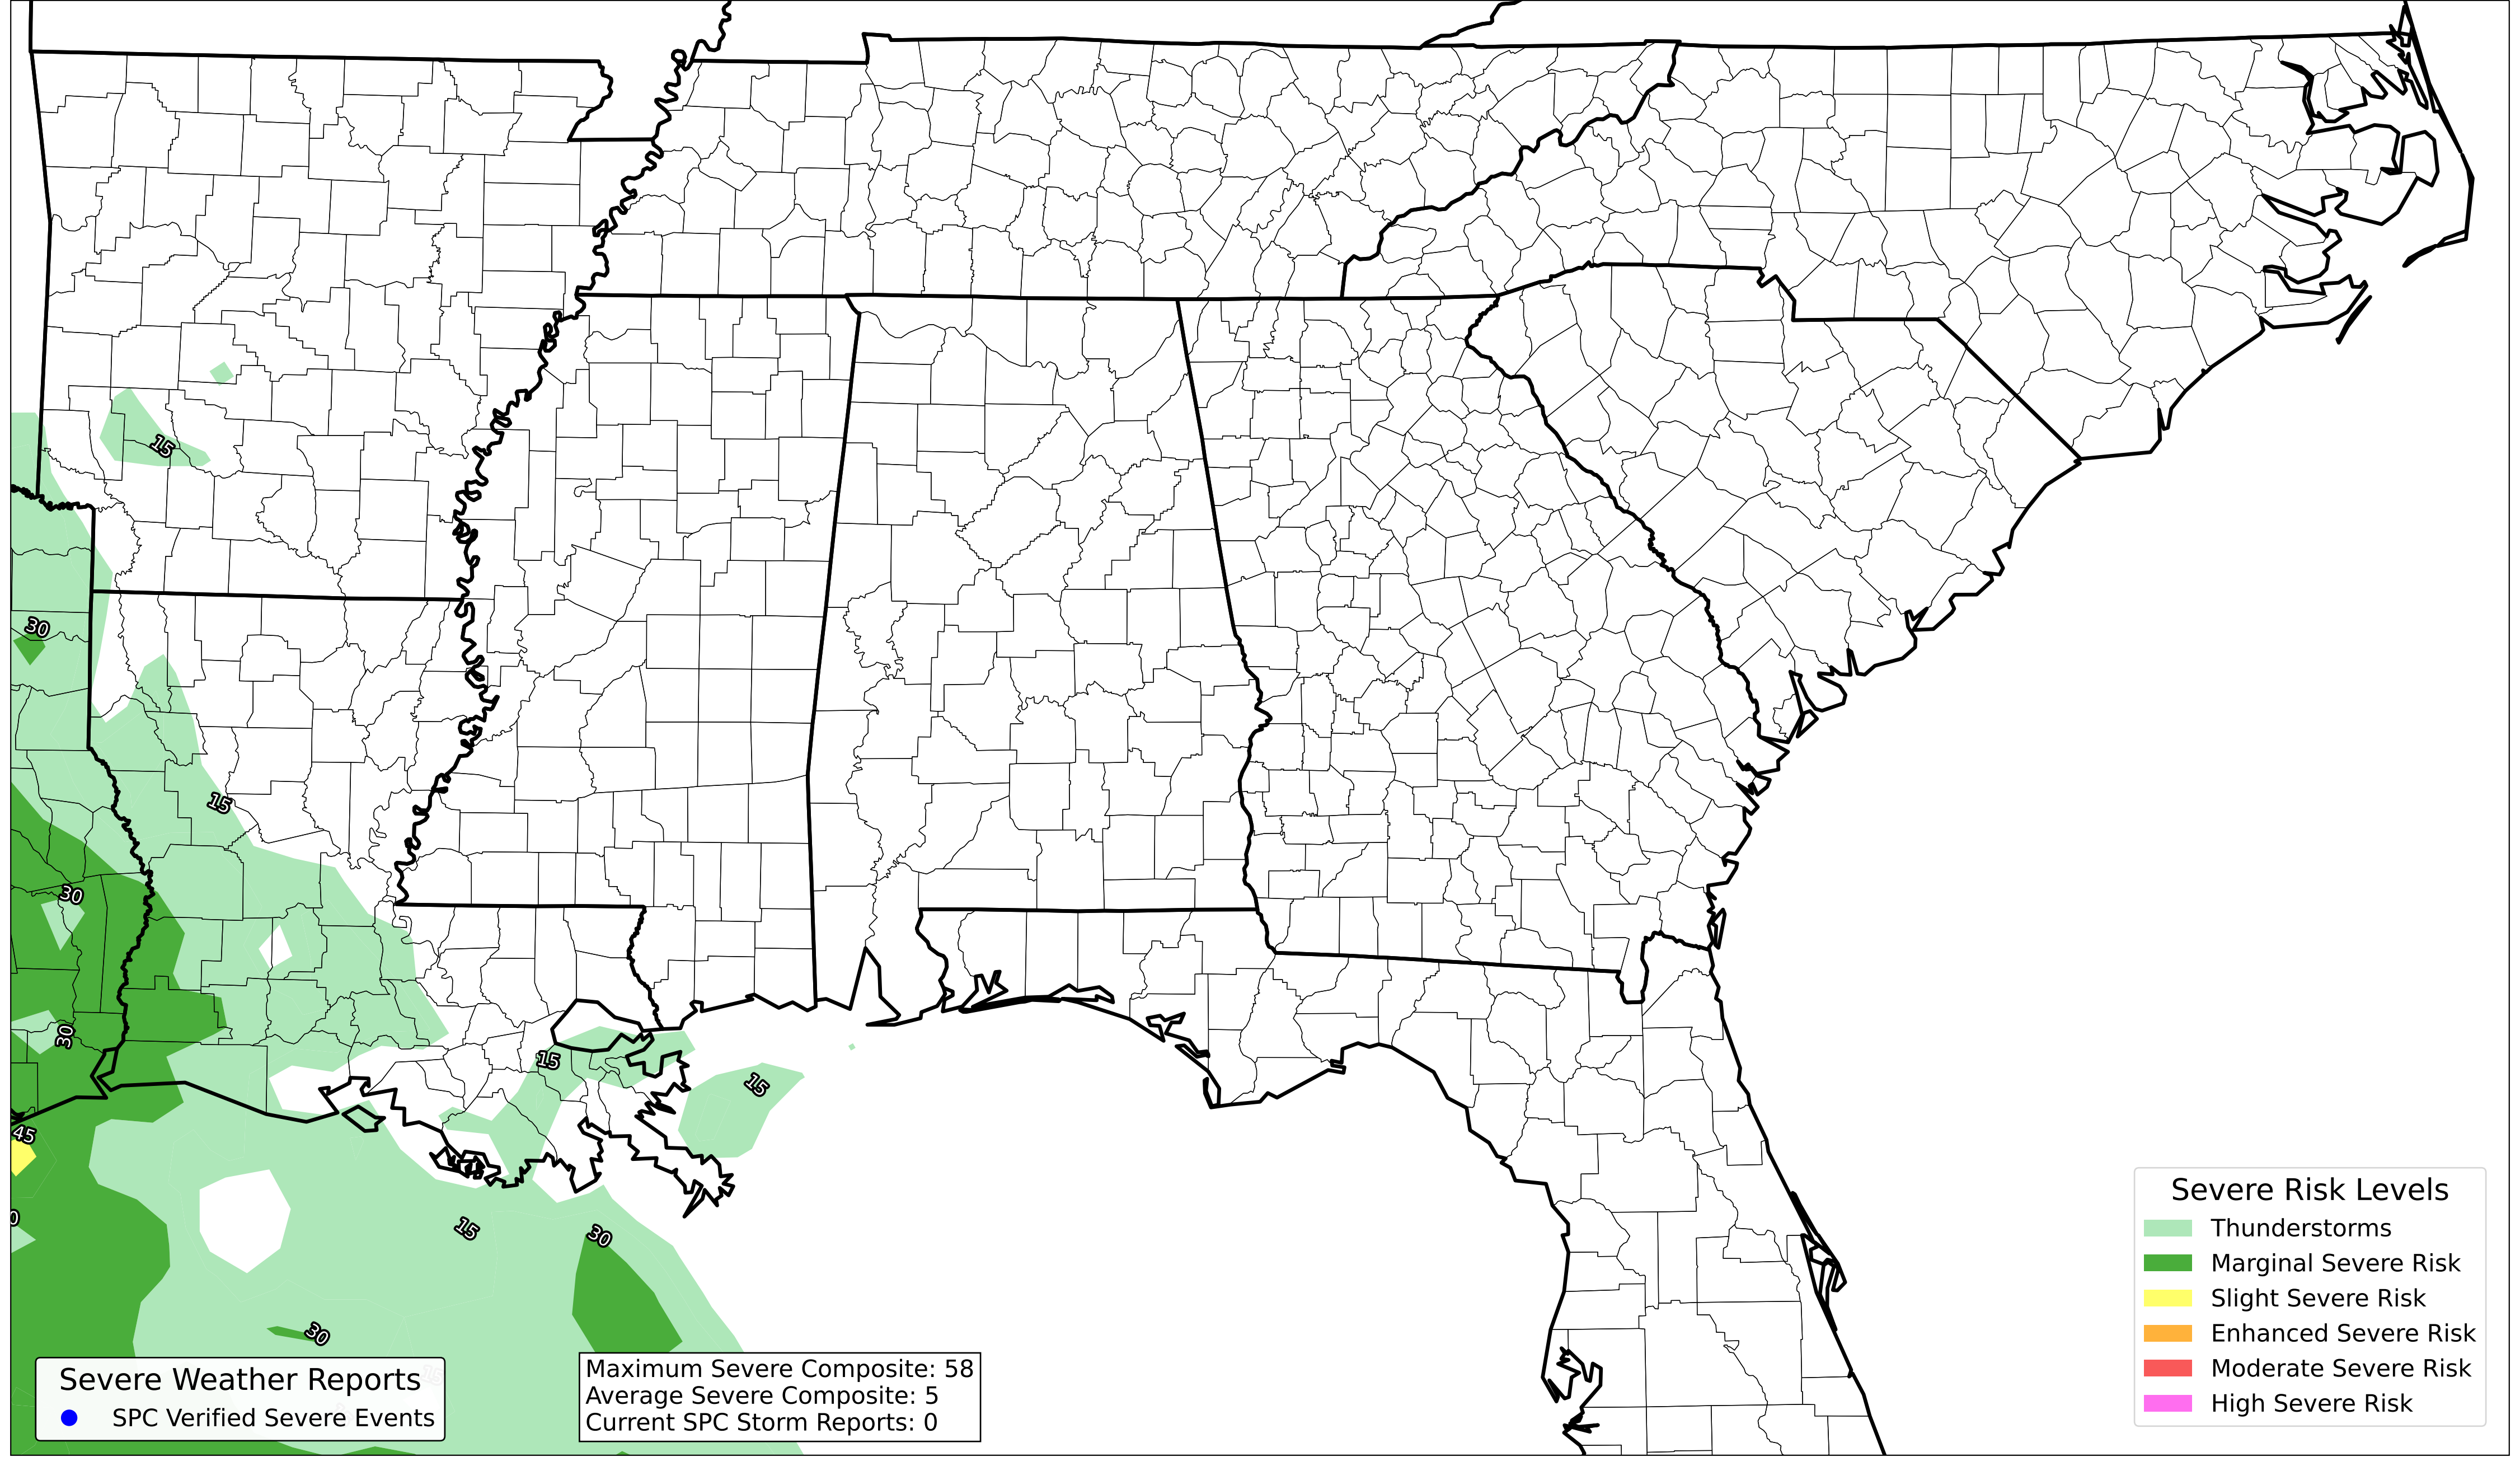 15
30
15
30
30
15
15
45
0
15
30
30
Severe Weather Reports
SPC Verified Severe Events
Maximum Severe Composite: 58
Average Severe Composite: 5
Current SPC Storm Reports: 0
Severe Risk Levels
Thunderstorms
Marginal Severe Risk
Slight Severe Risk
Enhanced Severe Risk
Moderate Severe Risk
High Severe Risk